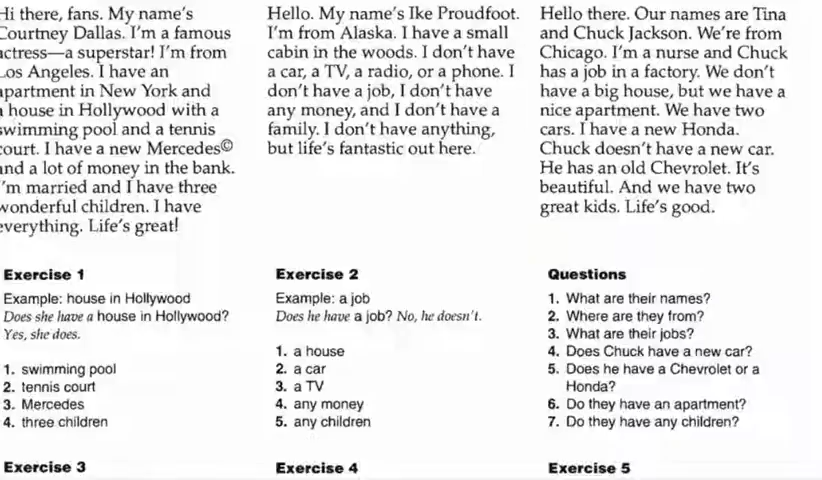 Hi there, fans. My name's
Courtney Dallas. I'm a famous
actress—a superstar! I'm from
Los Angeles. I have an
apartment in New York and
a house in Hollywood with a
swimming pool and a tennis
court. I have a new Mercedes©
and a lot of money in the bank.
I'm married and I have three
wonderful children. I have
everything. Life's great!
Hello. My name's Ike Proudfoot.
I'm from Alaska. I have a small
cabin in the woods. I don't have
a car, a TV, a radio, or a phone. I
don't have a job, I don't have
any money, and I don't have a
family. I don't have anything,
but life's fantastic out here.
Hello there. Our names are Tina
and Chuck Jackson. We're from
Chicago. I'm a nurse and Chuck
has a job in a factory. We don't
have a big house, but we have a
nice apartment. We have two
cars. I have a new Honda.
Chuck doesn't have a new car.
He has an old Chevrolet. It's
beautiful. And we have two
great kids. Life's good.
Exercise 1
Example: house in Hollywood
Does she have a house in Hollywood?
Yes, she does.
1. swimming pool
2. tennis court
3. Mercedes
4. three children
Exercise 2
Example: a job
Does he have a job? No, he doesn't.
1. a house
2. a car
3. a TV
4. any money
5. any children
Questions
1. What are their names?
2. Where are they from?
3. What are their jobs?
4. Does Chuck have a new car?
5. Does he have a Chevrolet or a
Honda?
6. Do they have an apartment?
7. Do they have any children?
Exercise 3
Exercise 4
Exercise 5